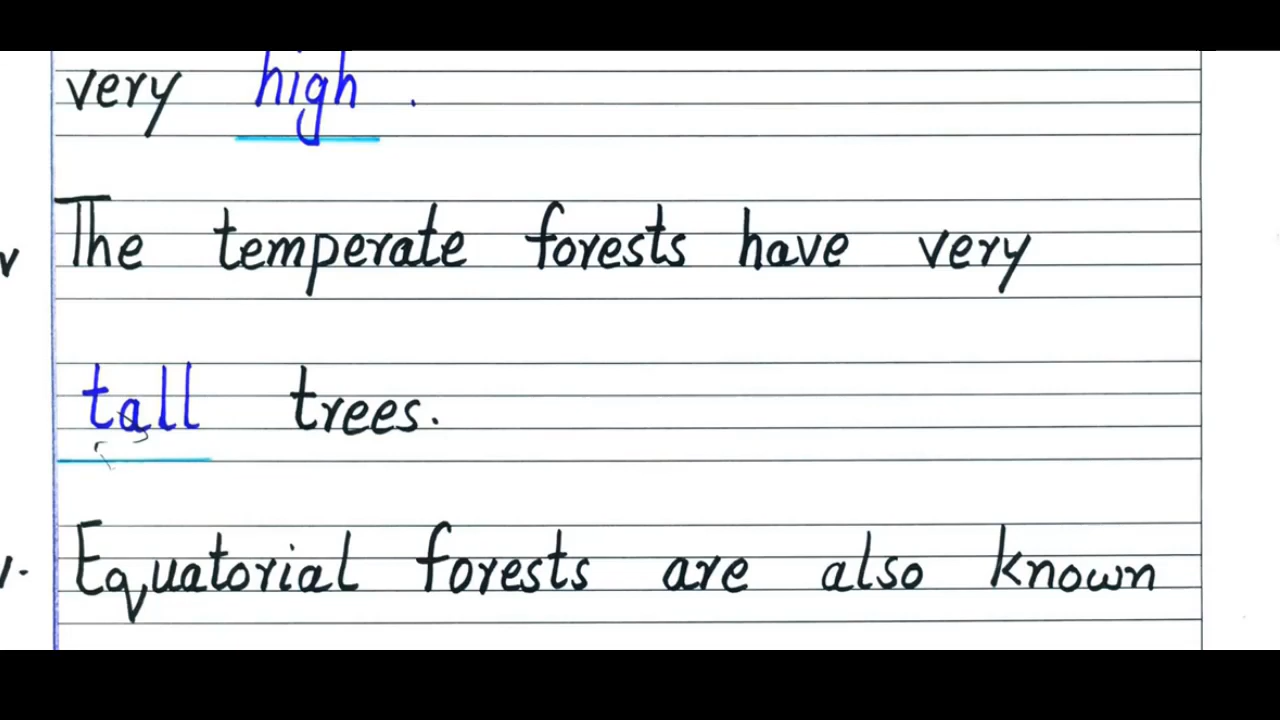 very high .
v The temperate forests have very
tall trees.
v. Equatorial forests are also known